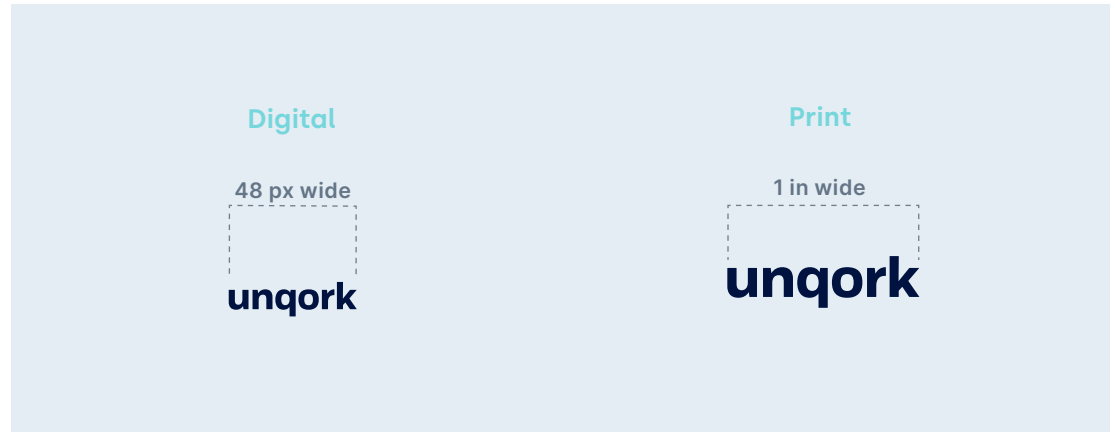 Digital
48 px wide
unqork
Print
1 in wide
unqork